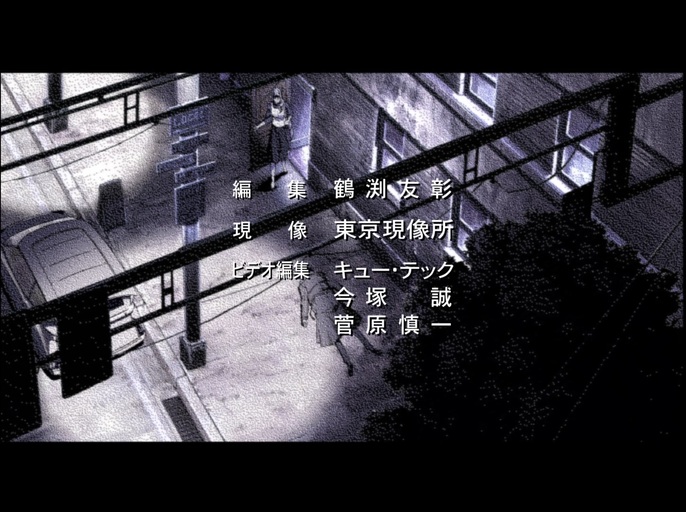 編集 鶴渕友彰
現像 東京現像所
ビデオ編集 キュー・テック
今塚 誠
菅原慎一